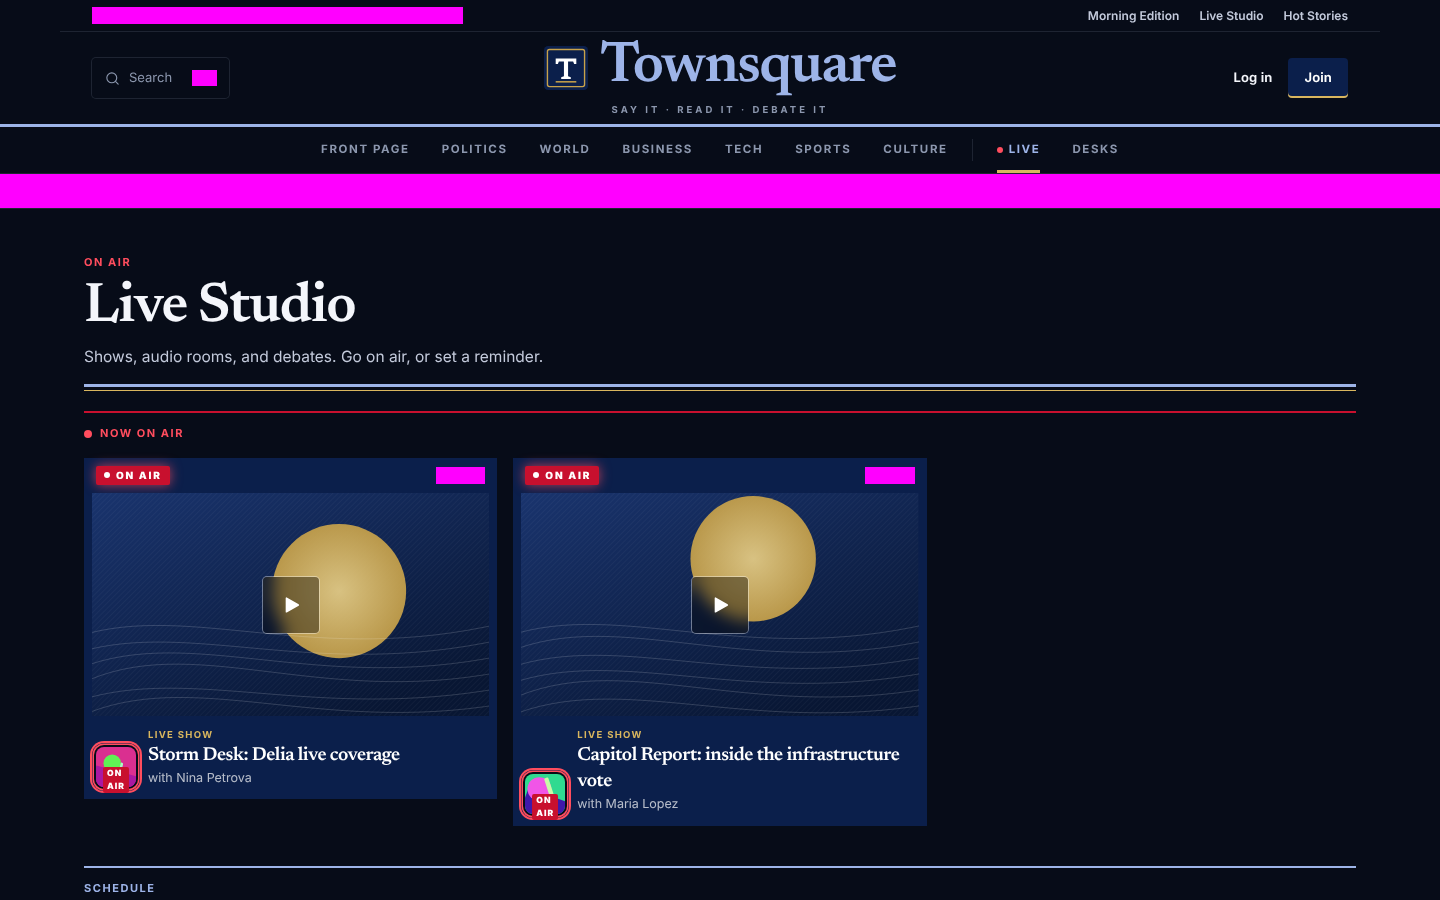 Morning Edition Live Studio Hot Stories
Search
T Townsquare
SAY IT · READ IT · DEBATE IT
Log in Join
FRONT PAGE POLITICS WORLD BUSINESS TECH SPORTS CULTURE LIVE DESKS
ON AIR
Live Studio
Shows, audio rooms, and debates. Go on air, or set a reminder.
NOW ON AIR
ON AIR
LIVE SHOW
Storm Desk: Delia live coverage
with Nina Petrova
ON
AIR
ON AIR
LIVE SHOW
Capitol Report: inside the infrastructure
vote
with Maria Lopez
ON
AIR
SCHEDULE